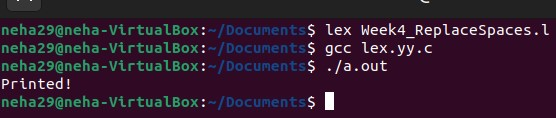 neha29@neha-VirtualBox:~/Documents$ lex Week4_ReplaceSpaces.l
neha29@neha-VirtualBox:~/Documents$ gcc lex.yy.c
neha29@neha-VirtualBox:~/Documents$ ./a.out
Printed!
neha29@neha-VirtualBox:~/Documents$